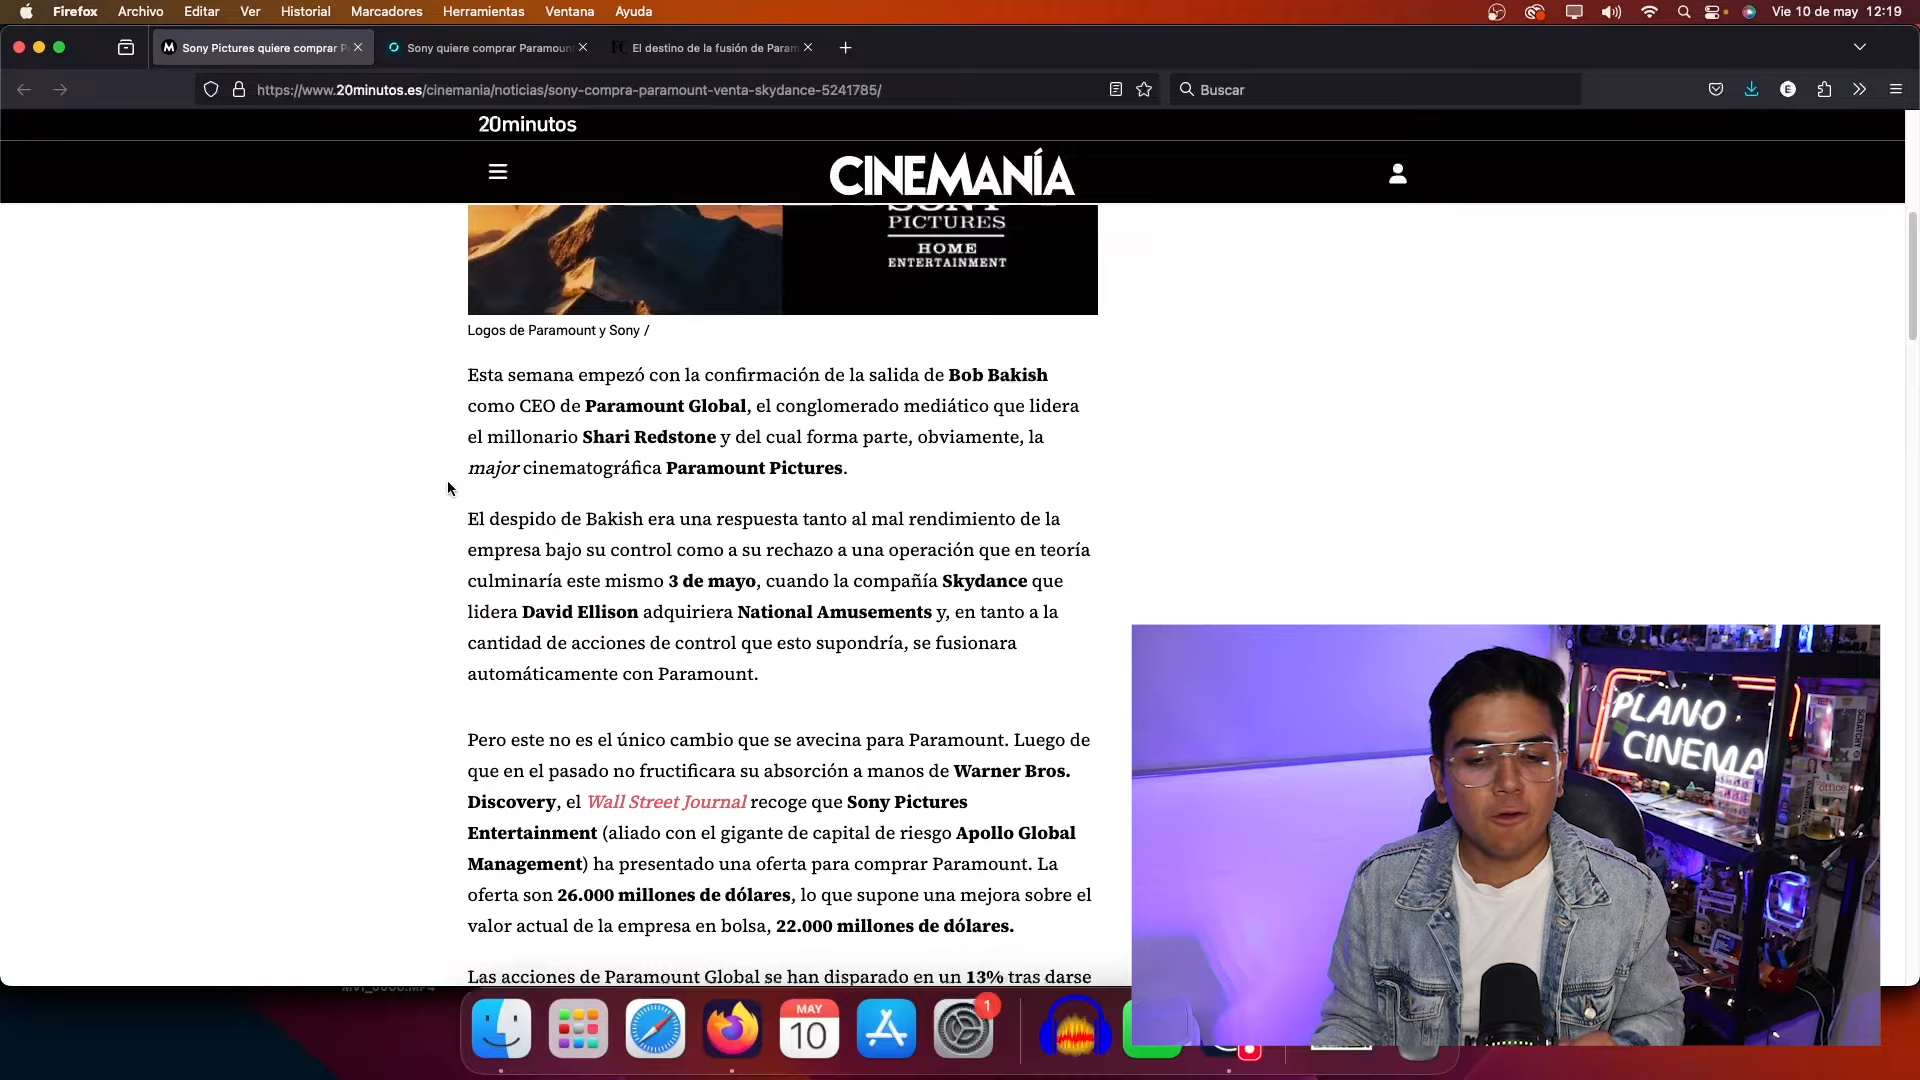 Firefox Archivo Editar Ver Historial Marcadores Herramientas Ventana Ayuda
Vie 10 de may 12:19
Sony Pictures quiere comprar P
Sony quiere comprar Paramoun
El destino de la fusión de Param
https://www.20minutos.es/cinemania/noticias/sony-compra-paramount-venta-skydance-5241785/
Buscar
E
20minutos
CINEMANÍA
SONY
PICTURES
HOME
ENTERTAINMENT
Logos de Paramount y Sony /
Esta semana empezó con la confirmación de la salida de Bob Bakish
como CEO de Paramount Global, el conglomerado mediático que lidera
el millonario Shari Redstone y del cual forma parte, obviamente, la
major cinematográfica Paramount Pictures.
El despido de Bakish era una respuesta tanto al mal rendimiento de la
empresa bajo su control como a su rechazo a una operación que en teoría
culminaría este mismo 3 de mayo, cuando la compañía Skydance que
lidera David Ellison adquiriera National Amusements y, en tanto a la
cantidad de acciones de control que esto supondría, se fusionara
automáticamente con Paramount.
Pero este no es el único cambio que se avecina para Paramount. Luego de
que en el pasado no fructificara su absorción a manos de Warner Bros.
Discovery, el Wall Street Journal recoge que Sony Pictures
Entertainment (aliado con el gigante de capital de riesgo Apollo Global
Management) ha presentado una oferta para comprar Paramount. La
oferta son 26.000 millones de dólares, lo que supone una mejora sobre el
valor actual de la empresa en bolsa, 22.000 millones de dólares.
Las acciones de Paramount Global se han disparado en un 13% tras darse
PLANO
CINEMA
office
MAY
10
1